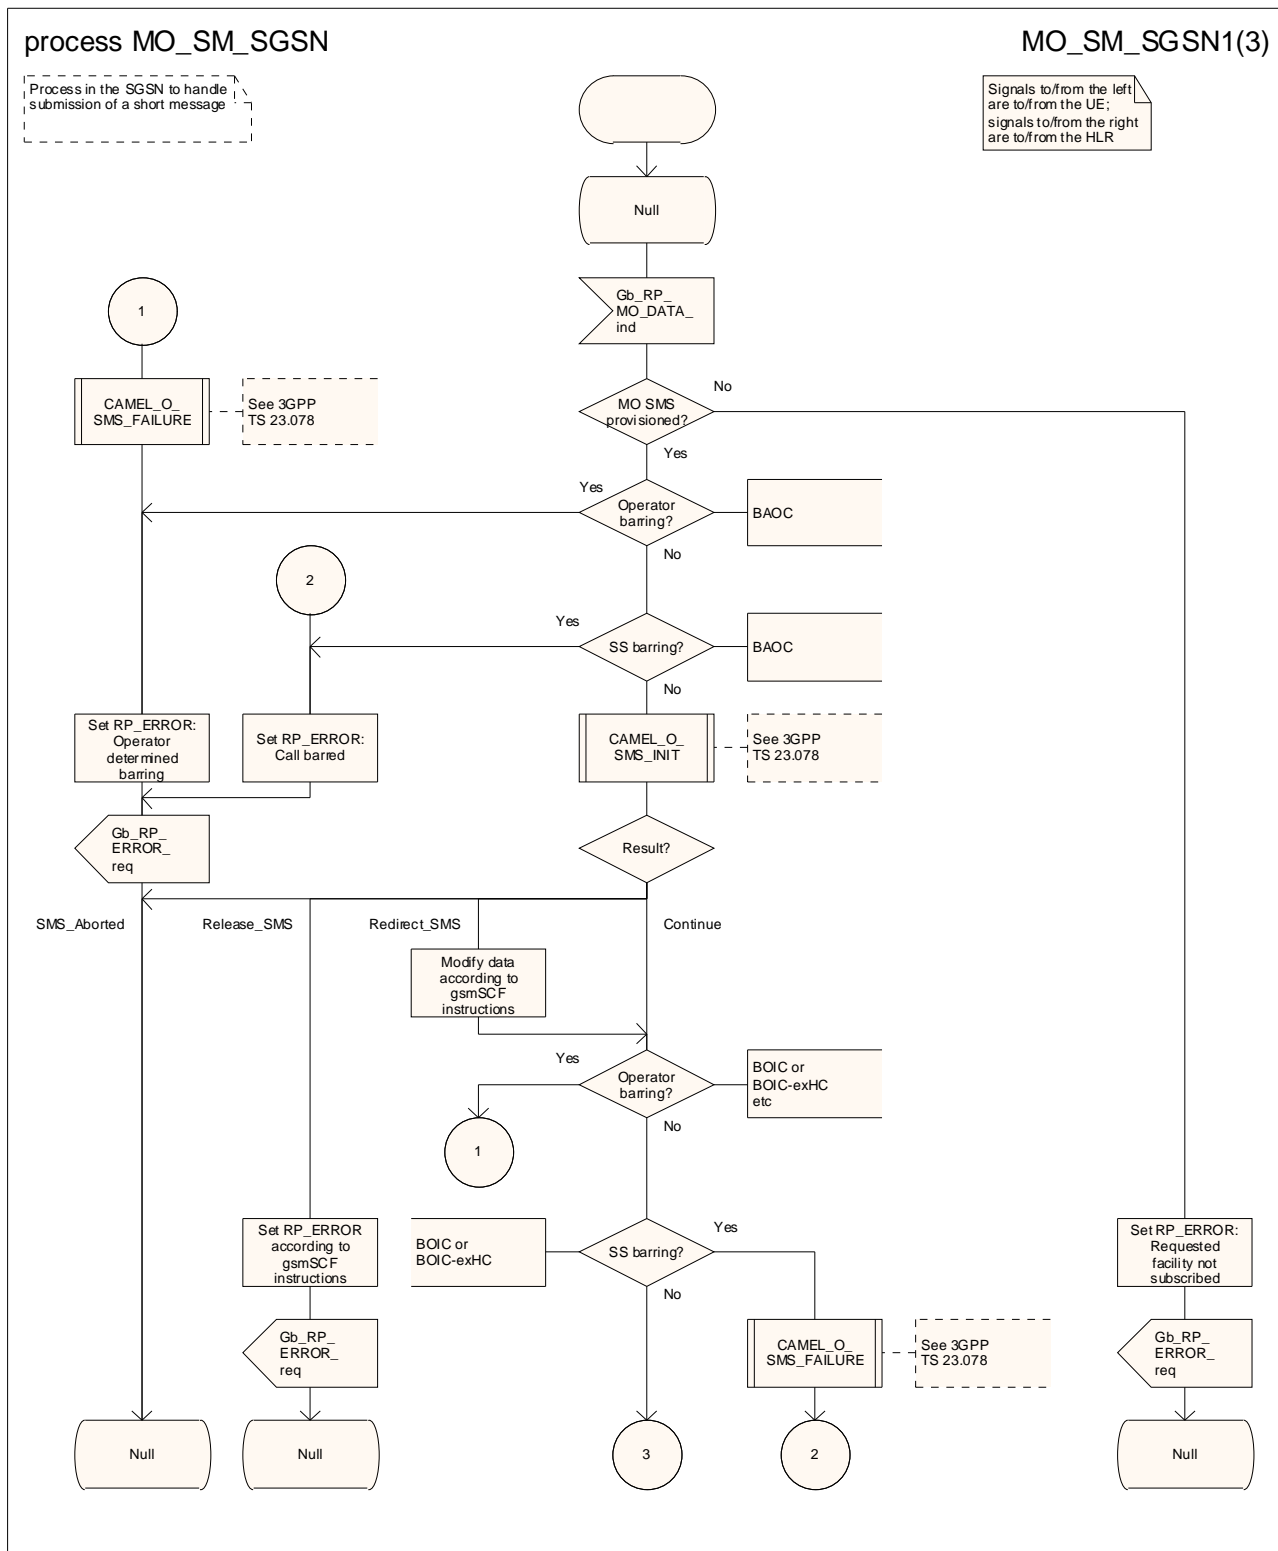 process MO_SM_SGSN
MO_SM_SGSN1(3)
Process in the SGSN to handle
submission of a short message
Signals to/from the left
are to/from the UE;
signals to/from the right
are to/from the HLR
Null
Gb_RP_
MO_DATA_
ind
1
CAMEL_O_
SMS_FAILURE
See 3GPP
TS 23.078
MO SMS
provisioned?
No
Yes
Yes
Operator
barring?
BAOC
No
2
Yes
SS barring?
BAOC
No
Set RP_ERROR:
Operator
determined
barring
Set RP_ERROR:
Call barred
CAMEL_O_
SMS_INIT
See 3GPP
TS 23.078
Gb_RP_
ERROR_
req
Result?
SMS_Aborted
Release_SMS
Redirect_SMS
Continue
Modify data
according to
gsmSCF
instructions
Yes
Operator
barring?
BOIC or
BOIC-exHC
etc
No
1
Set RP_ERROR
according to
gsmSCF
instructions
BOIC or
BOIC-exHC
SS barring?
Yes
No
Set RP_ERROR:
Requested
facility not
subscribed
Gb_RP_
ERROR_
req
CAMEL_O_
SMS_FAILURE
See 3GPP
TS 23.078
Gb_RP_
ERROR_
req
Null
Null
3
2
Null